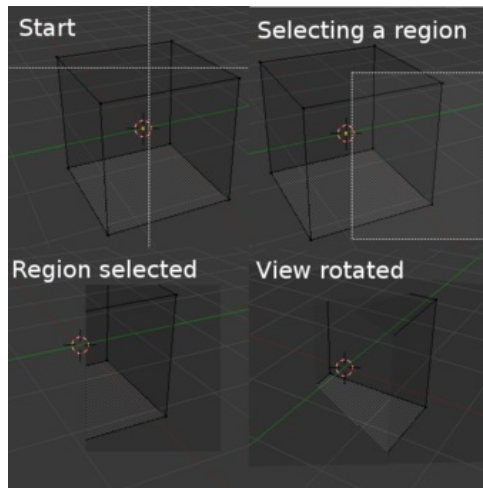 Start
Selecting a region
Region selected
View rotated